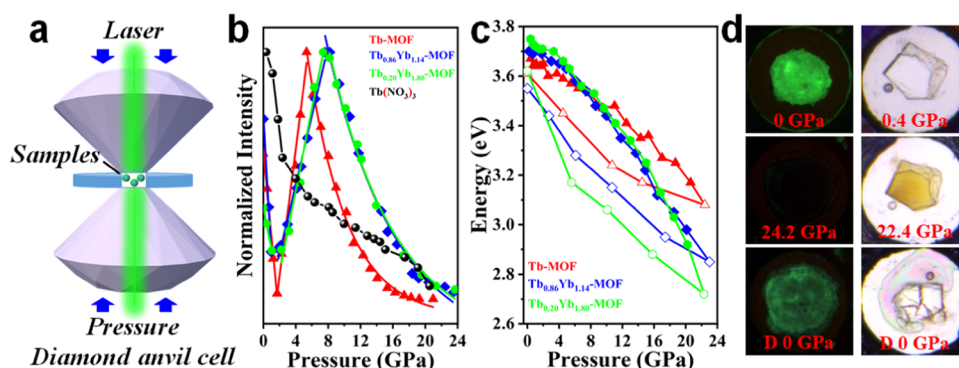 a
Laser
Samples
Pressure
Diamond anvil cell
b
Normalized Intensity
Tb-MOF
Tb0.86Yb1.14-MOF
Tb0.20Yb1.80-MOF
Tb(NO3)3
0 4 8 12 16 20 24
Pressure (GPa)
c
Energy (eV)
3.8
3.6
3.4
3.2
3.0
2.8
2.6
Tb-MOF
Tb0.86Yb1.14-MOF
Tb0.20Yb1.80-MOF
0 4 8 12 16 20 24
Pressure (GPa)
d
0 GPa
0.4 GPa
24.2 GPa
22.4 GPa
D 0 GPa
D 0 GPa